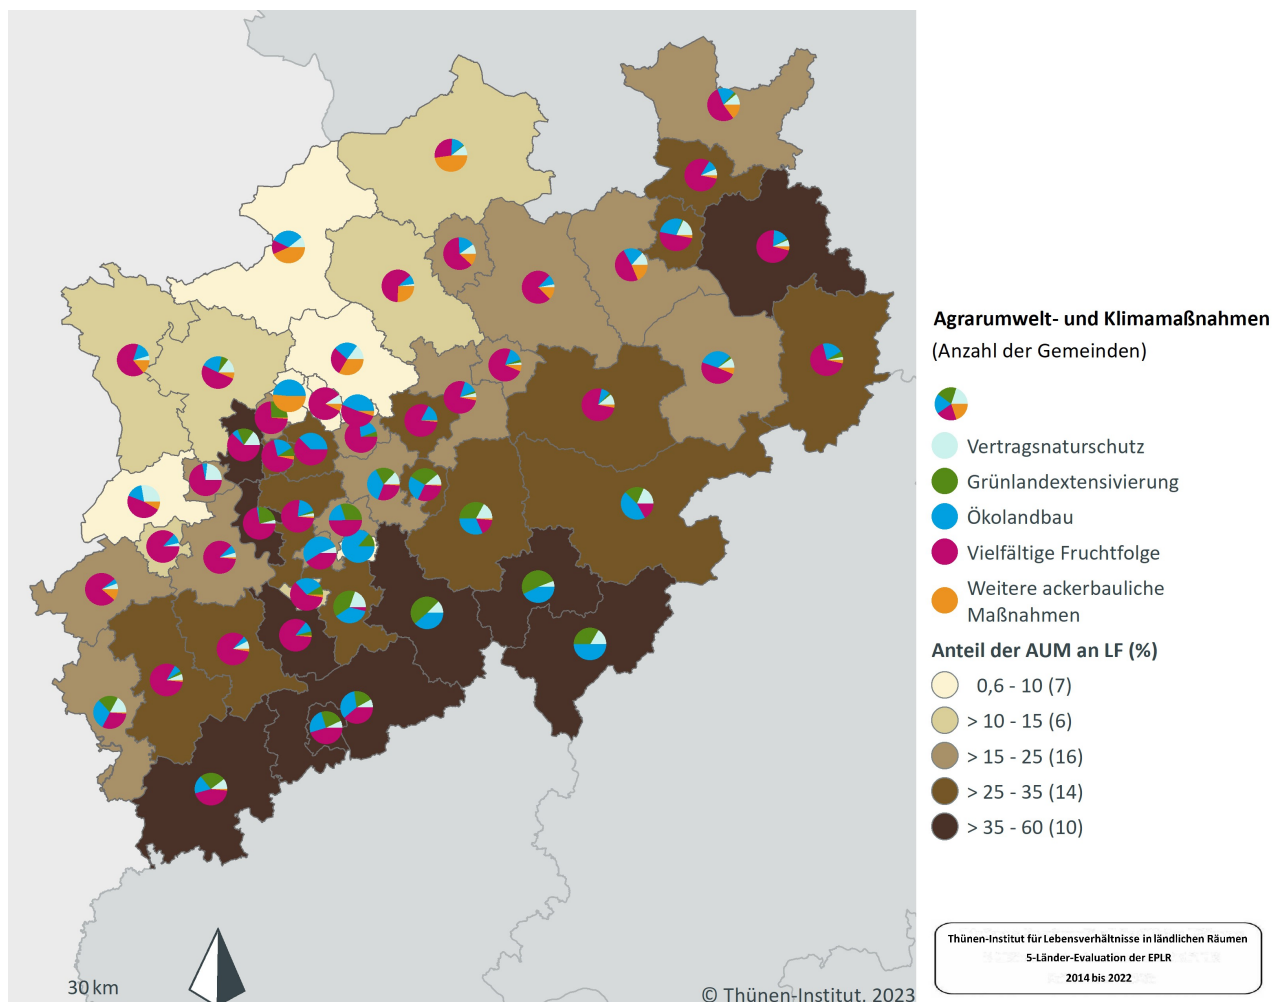 Agrarumwelt- und Klimamaßnahmen
(Anzahl der Gemeinden)
Vertragsnaturschutz
Grünlandextensivierung
Ökolandbau
Vielfältige Fruchtfolge
Weitere ackerbauliche
Maßnahmen
Anteil der AUM an LF (%)
0,6 - 10 (7)
> 10 - 15 (6)
> 15 - 25 (16)
> 25 - 35 (14)
> 35 - 60 (10)
Thünen-Institut für Lebensverhältnisse in ländlichen Räumen
5-Länder-Evaluation der EPLR
2014 bis 2022
30 km
© Thünen-Institut, 2023